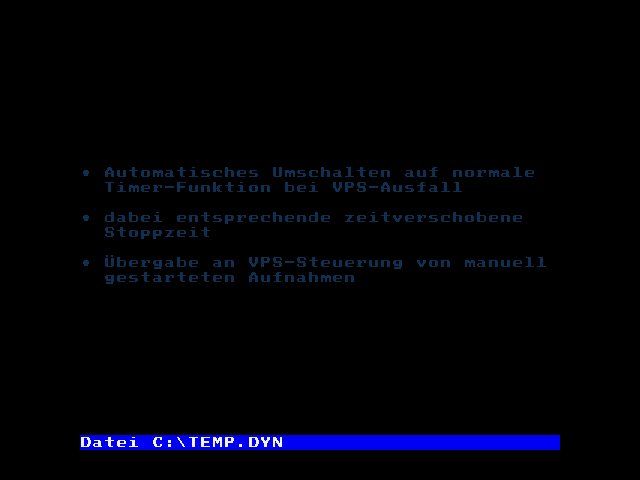 • Automatisches Umschalten auf normale
Timer-Funktion bei VPS-Ausfall
• dabei entsprechende zeitverschobene
Stoppzeit
• Übergabe an VPS-Steuerung von manuell
gestarteten Aufnahmen
Datei C:\TEMP.DYN